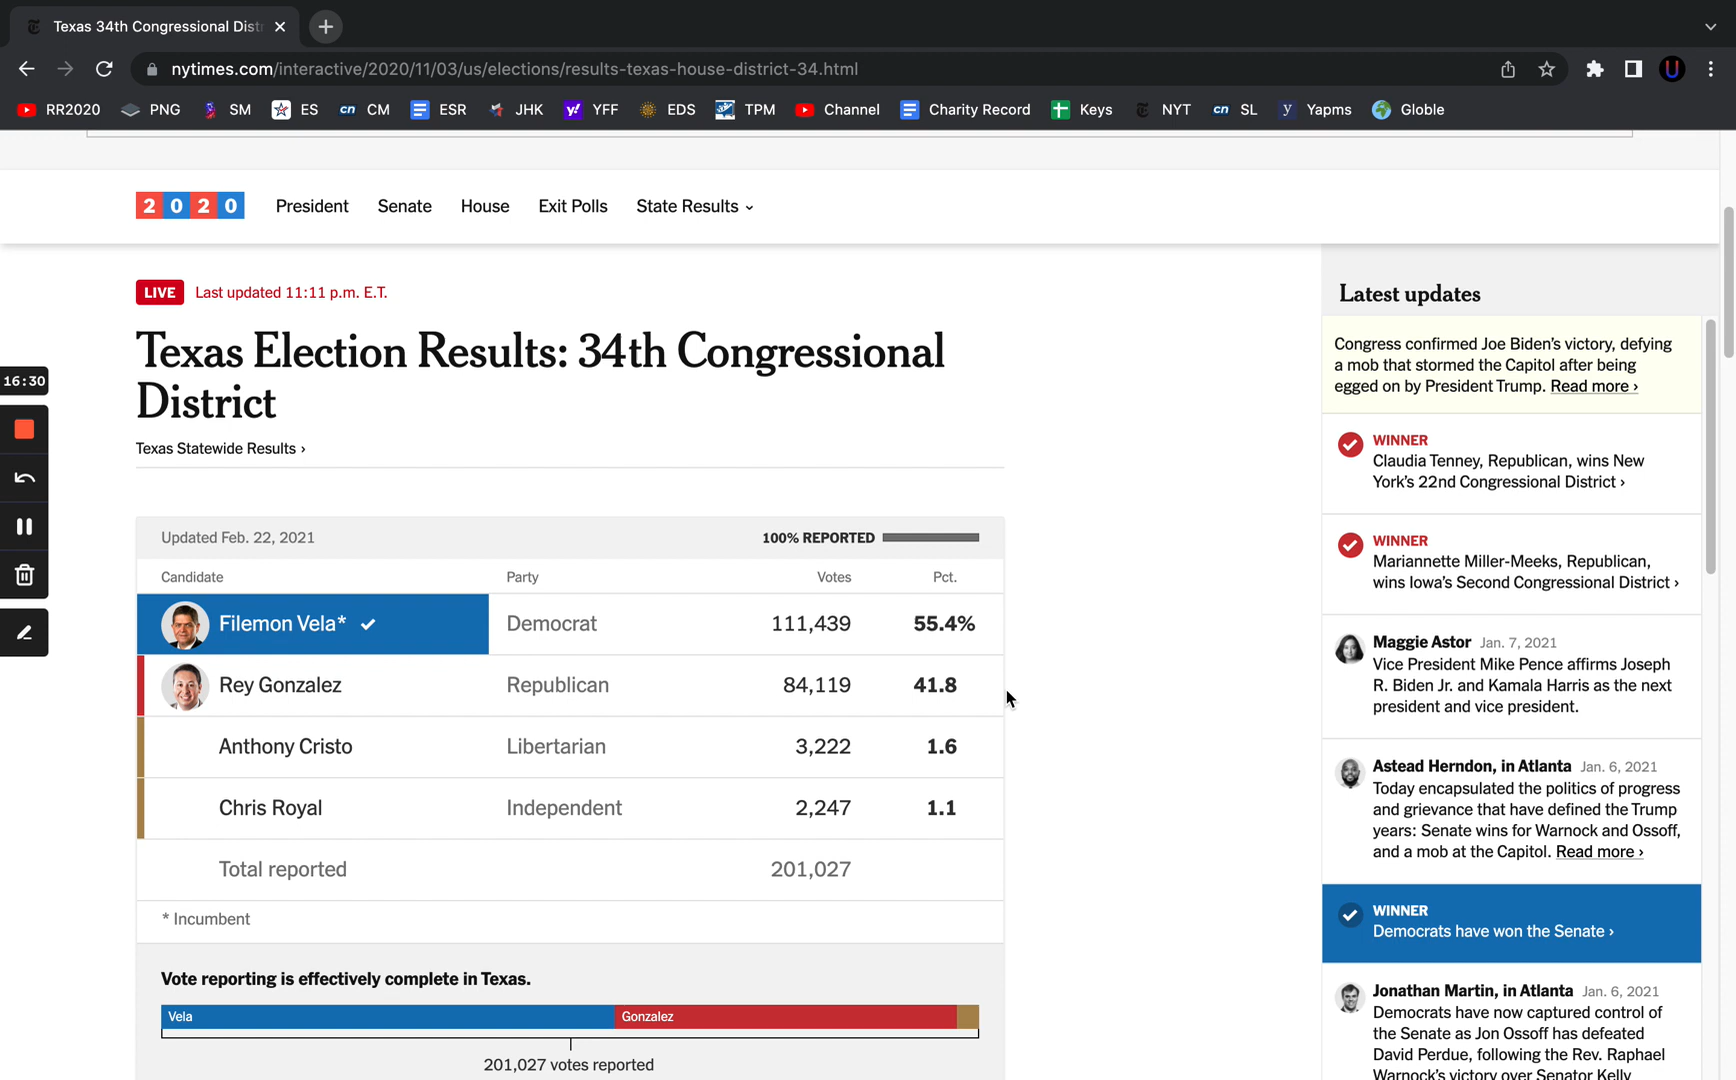 Texas 34th Congressional Dist
nytimes.com/interactive/2020/11/03/us/elections/results-texas-house-district-34.html
U
RR2020 PNG SM ES cn CM ESR JHK y! YFF EDS TPM Channel Charity Record Keys NYT cn SL y Yapms Globle
2020 President Senate House Exit Polls State Results
LIVE Last updated 11:11 p.m. E.T.
Texas Election Results: 34th Congressional
District
Texas Statewide Results ›
16:30
Updated Feb. 22, 2021 100% REPORTED
Candidate Party Votes Pct.
Filemon Vela* Democrat 111,439 55.4%
Rey Gonzalez Republican 84,119 41.8
Anthony Cristo Libertarian 3,222 1.6
Chris Royal Independent 2,247 1.1
Total reported 201,027
* Incumbent
Vote reporting is effectively complete in Texas.
Vela Gonzalez
201,027 votes reported
Latest updates
Congress confirmed Joe Biden's victory, defying
a mob that stormed the Capitol after being
egged on by President Trump. Read more ›
WINNER
Claudia Tenney, Republican, wins New
York's 22nd Congressional District ›
WINNER
Mariannette Miller-Meeks, Republican,
wins Iowa's Second Congressional District ›
Maggie Astor Jan. 7, 2021
Vice President Mike Pence affirms Joseph
R. Biden Jr. and Kamala Harris as the next
president and vice president.
Astead Herndon, in Atlanta Jan. 6, 2021
Today encapsulated the politics of progress
and grievance that have defined the Trump
years: Senate wins for Warnock and Ossoff,
and a mob at the Capitol. Read more ›
WINNER
Democrats have won the Senate ›
Jonathan Martin, in Atlanta Jan. 6, 2021
Democrats have now captured control of
the Senate as Jon Ossoff has defeated
David Perdue, following the Rev. Raphael
Warnock's victory over Senator Kelly